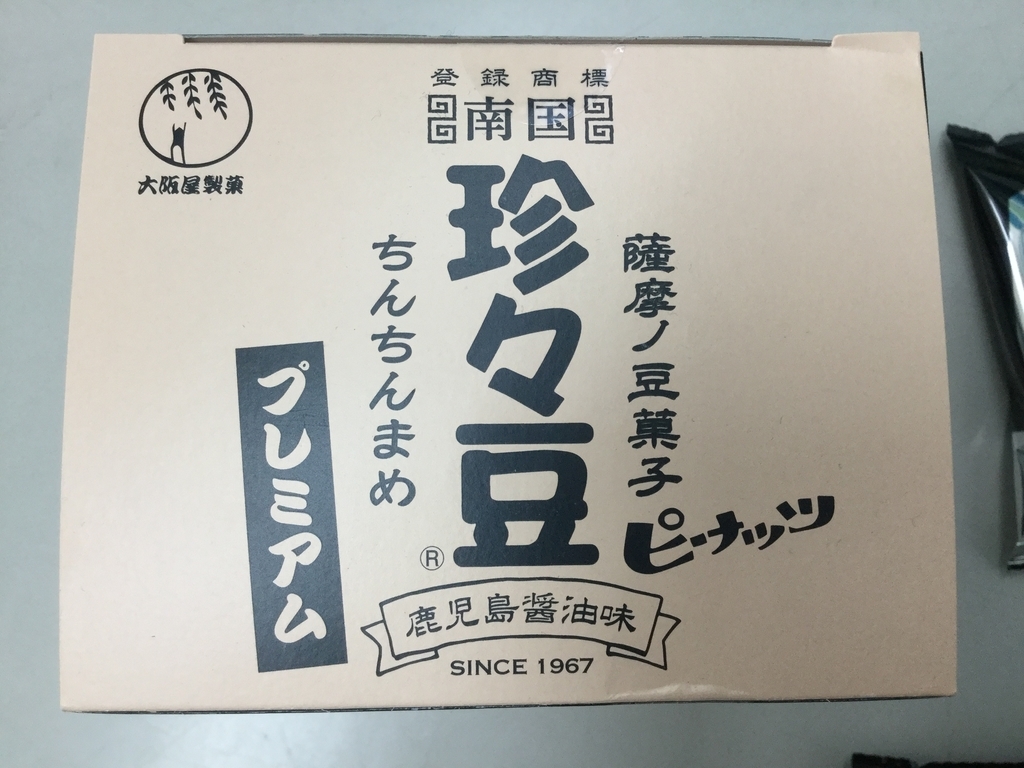 大阪屋製菓
登録商標
南国
珍々豆
薩摩ノ豆菓子
ピーナッツ
ちんちんまめ
プレミアム
®
鹿児島醤油味
SINCE 1967